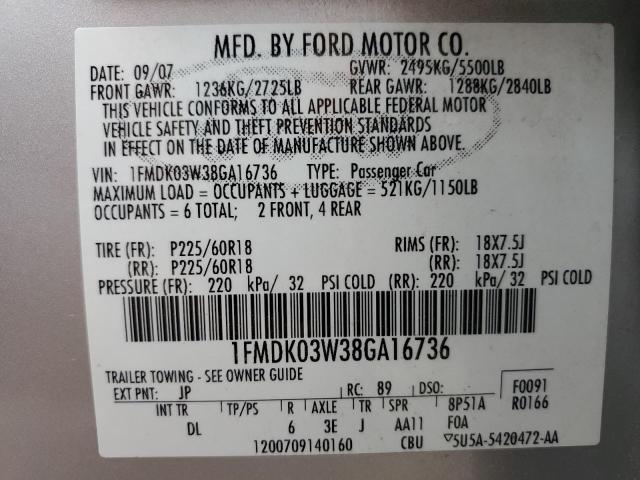 MFD. BY FORD MOTOR CO.
DATE: 09/07 GVWR: 2495KG/5500LB
FRONT GAWR: 1236KG/2725LB REAR GAWR: 1288KG/2840LB
THIS VEHICLE CONFORMS TO ALL APPLICABLE FEDERAL MOTOR
VEHICLE SAFETY AND THEFT PREVENTION STANDARDS
IN EFFECT ON THE DATE OF MANUFACTURE SHOWN ABOVE.
VIN: 1FMDK03W38GA16736 TYPE: Passenger Car
MAXIMUM LOAD = OCCUPANTS + LUGGAGE = 521KG/1150LB
OCCUPANTS = 6 TOTAL; 2 FRONT, 4 REAR
TIRE (FR): P225/60R18 RIMS (FR): 18X7.5J
(RR): P225/60R18 (RR): 18X7.5J
PRESSURE (FR): 220 kPa/ 32 PSI COLD (RR): 220 kPa/ 32 PSI COLD
1FMDK03W38GA16736
TRAILER TOWING - SEE OWNER GUIDE
EXT PNT: JP RC: 89 DSO: F0091
INT TR TP/PS R AXLE TR SPR 8P51A R0166
DL 6 3E J AA11 F0A
1200709140160 CBU ▽5U5A-5420472-AA